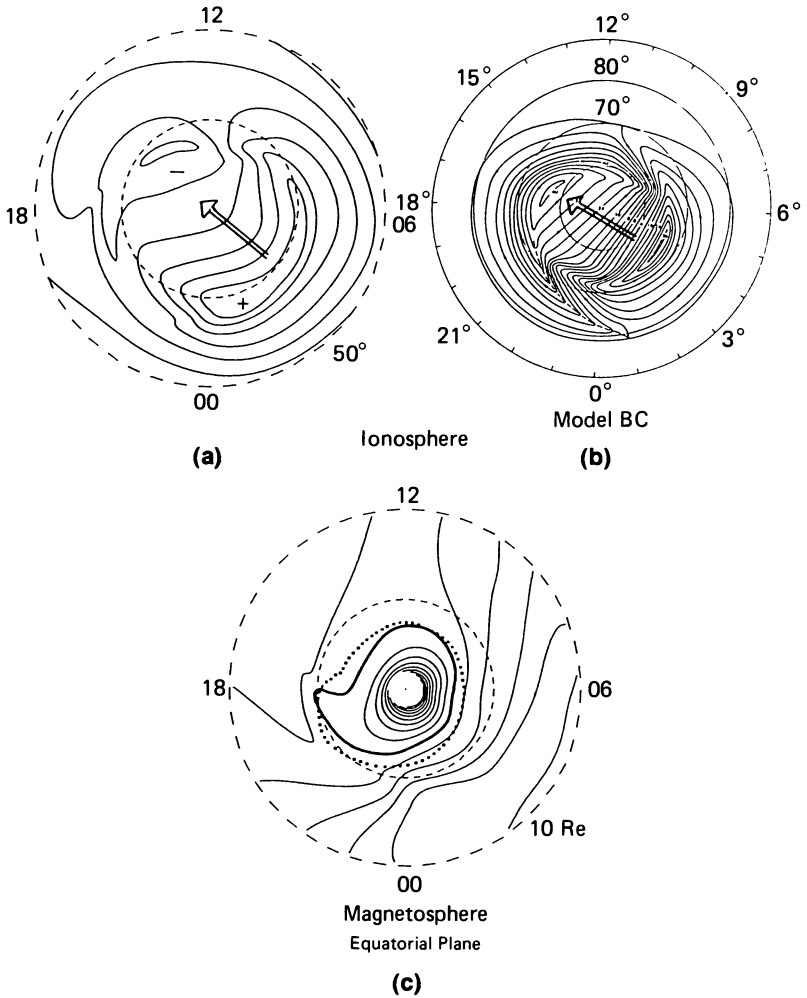 12
18
06
50°
00
−
+
(a)
12°
80°
70°
15°
9°
18°
6°
21°
3°
0°
Model BC
(b)
Ionosphere
12
18
06
10 Re
00
Magnetosphere
Equatorial Plane
(c)